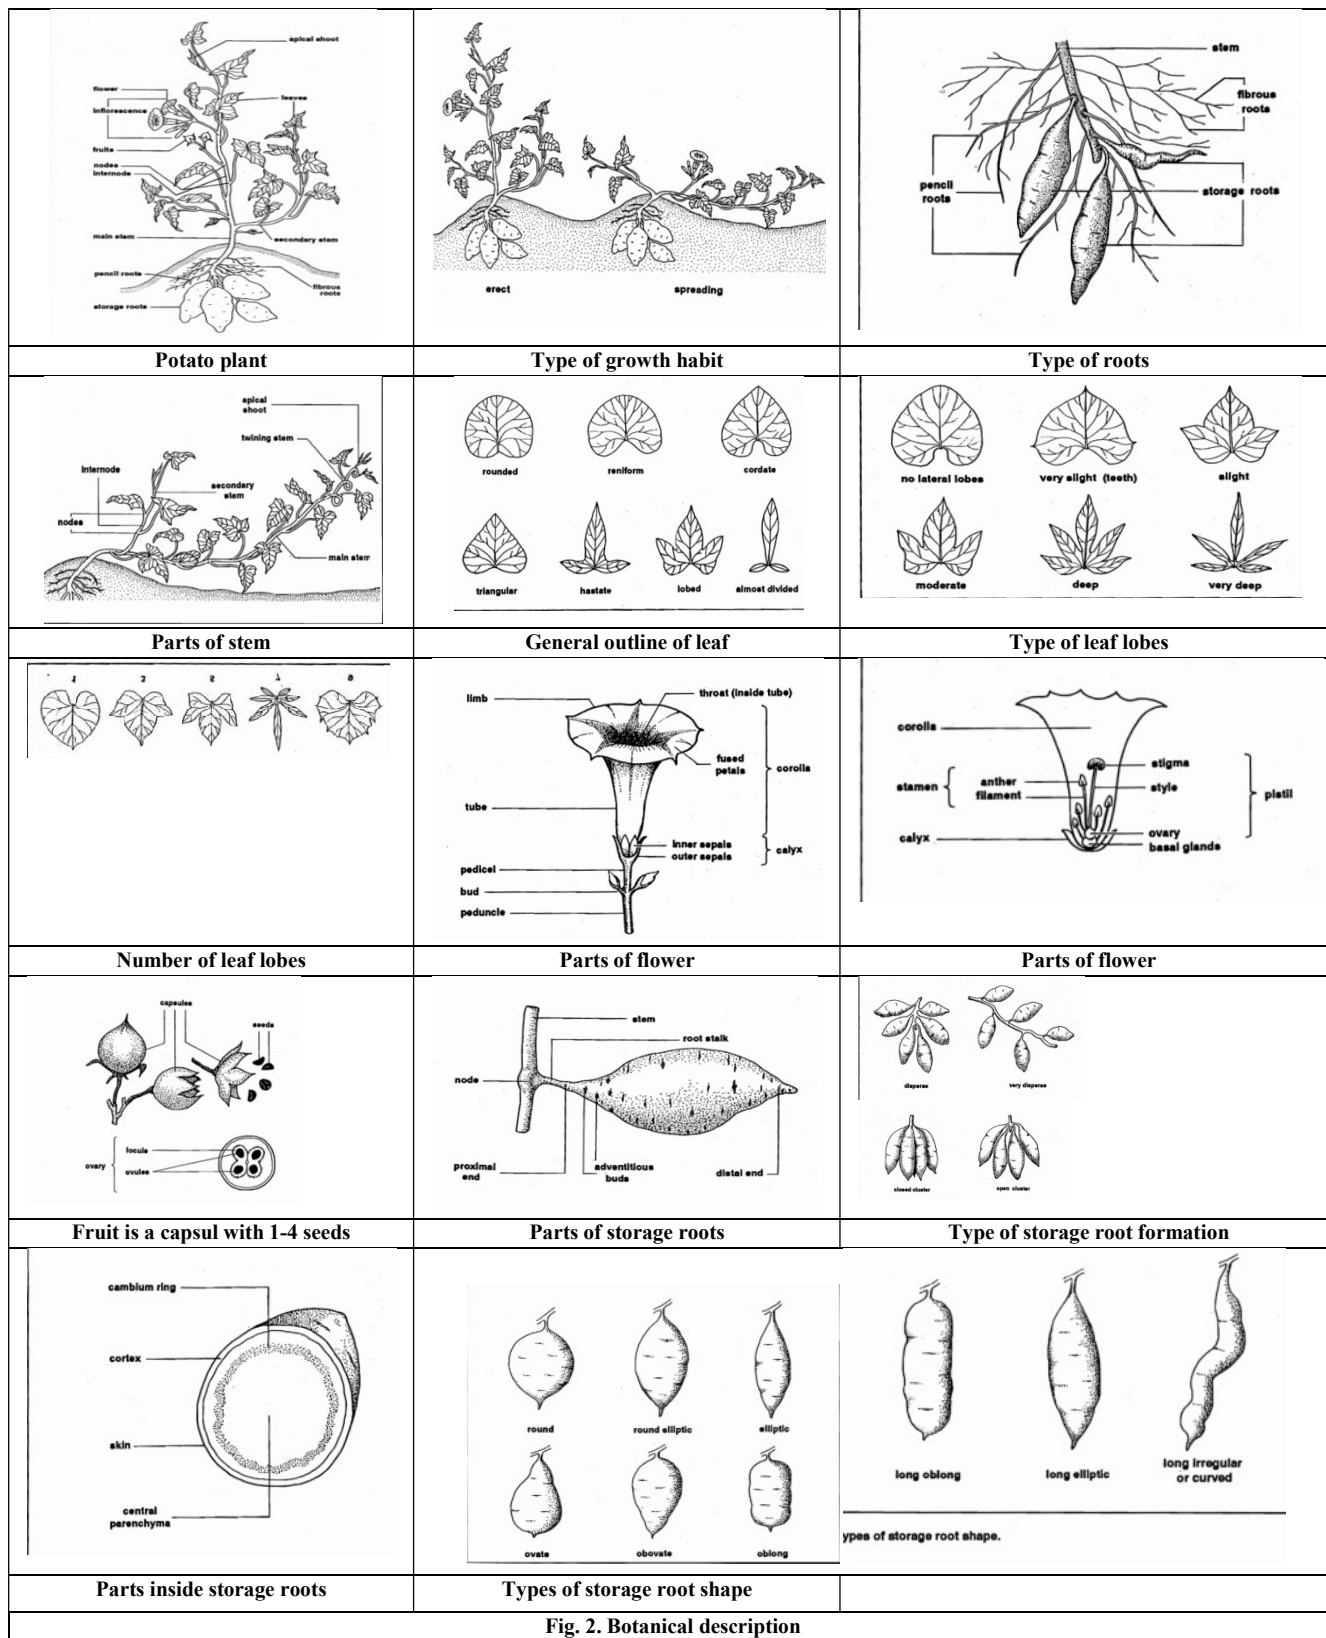 apical shoot
flower
inflorescence
leaves
fruits
nodes
internode
main stem
secondary stem
pencil roots
fibrous
roots
storage roots
Potato plant
erect
spreading
Type of growth habit
stem
fibrous
roots
pencil
roots
storage roots
Type of roots
apical
shoot
twining stem
internode
secondary
stem
nodes
main stem
Parts of stem
rounded
reniform
cordate
triangular
hastate
lobed
almost divided
General outline of leaf
no lateral lobes
very slight (teeth)
slight
moderate
deep
very deep
Type of leaf lobes
1 3 5 7 9
Number of leaf lobes
limb
throat (inside tube)
fused
petals
corolla
tube
inner sepals
outer sepals
calyx
pedicel
bud
peduncle
Parts of flower
corolla
stigma
anther
filament
stamen
style
pistil
calyx
ovary
basal glands
Parts of flower
capsules
seeds
locule
ovary
ovules
Fruit is a capsul with 1-4 seeds
stem
root stalk
node
proximal
end
adventitious
buds
distal end
Parts of storage roots
disperse
very disperse
closed cluster
open cluster
Type of storage root formation
cambium ring
cortex
skin
central
parenchyma
Parts inside storage roots
round
round elliptic
elliptic
ovate
obovate
oblong
Types of storage root shape
long oblong
long elliptic
long irregular
or curved
ypes of storage root shape.
Fig. 2. Botanical description